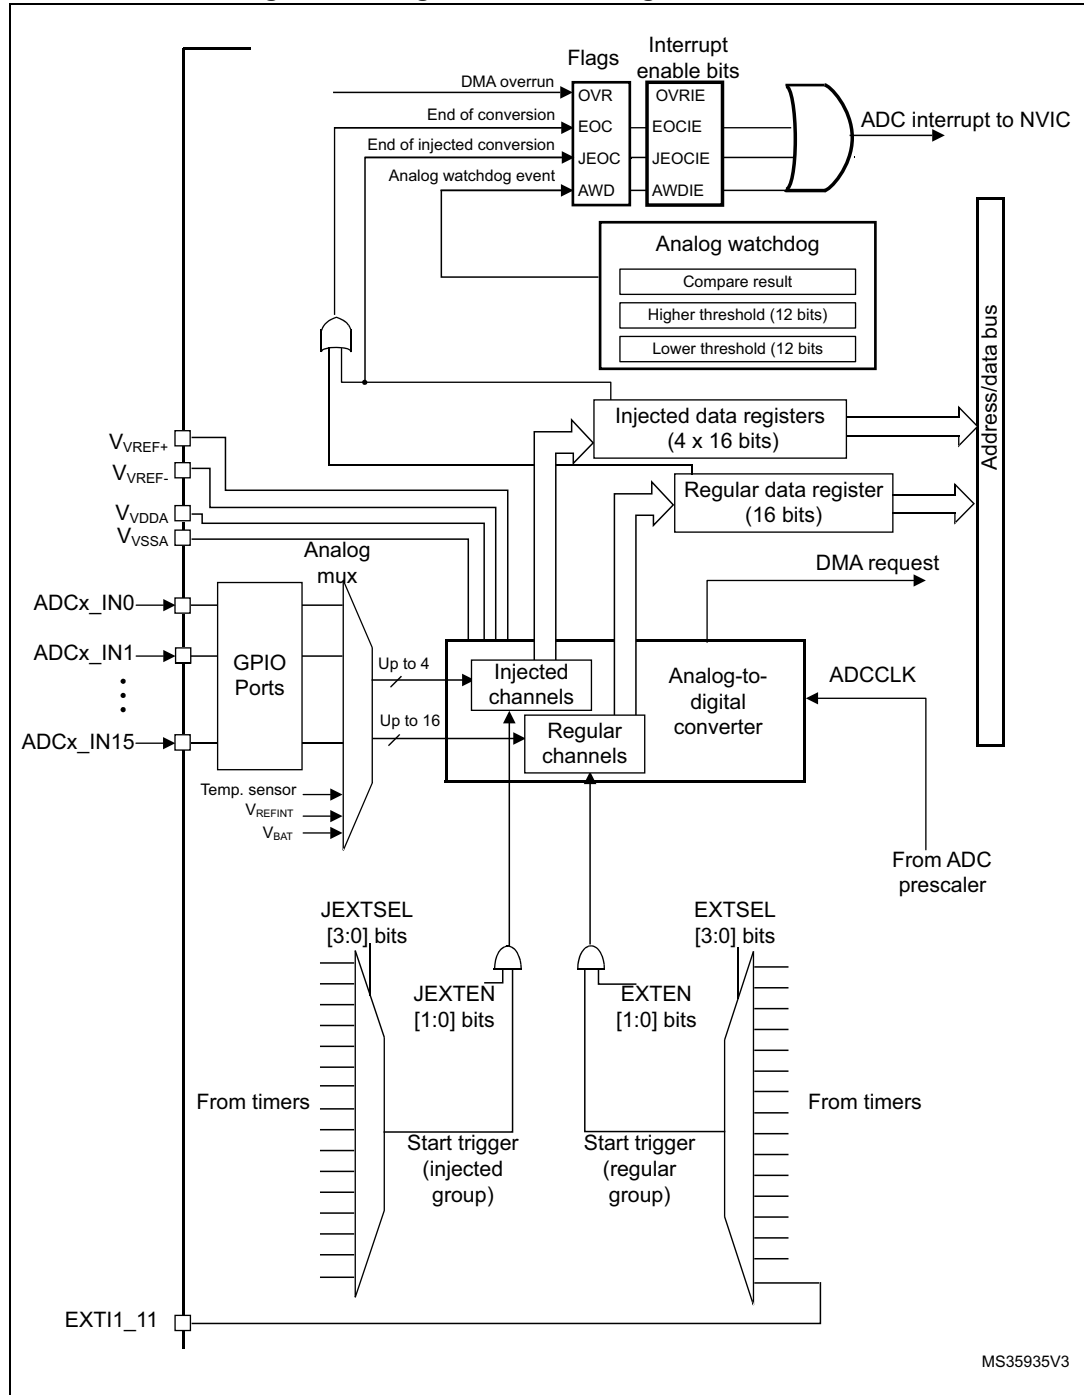 Flags
Interrupt
enable bits
DMA overrun
OVR
OVRIE
End of conversion
EOC
EOCIE
ADC interrupt to NVIC
End of injected conversion
JEOC
JEOCIE
Analog watchdog event
AWD
AWDIE
Analog watchdog
Compare result
Higher threshold (12 bits)
Lower threshold (12 bits
Address/data bus
Injected data registers
(4 x 16 bits)
Regular data register
(16 bits)
VVREF+
VVREF-
VVDDA
VVSSA
Analog
mux
DMA request
ADCx_IN0
ADCx_IN1
ADCx_IN15
GPIO
Ports
Up to 4
Up to 16
Injected
channels
Regular
channels
Analog-to-
digital
converter
ADCCLK
Temp. sensor
VREFINT
VBAT
From ADC
prescaler
JEXTSEL
[3:0] bits
EXTSEL
[3:0] bits
JEXTEN
[1:0] bits
EXTEN
[1:0] bits
From timers
From timers
Start trigger
(injected
group)
Start trigger
(regular
group)
EXTI1_11
MS35935V3